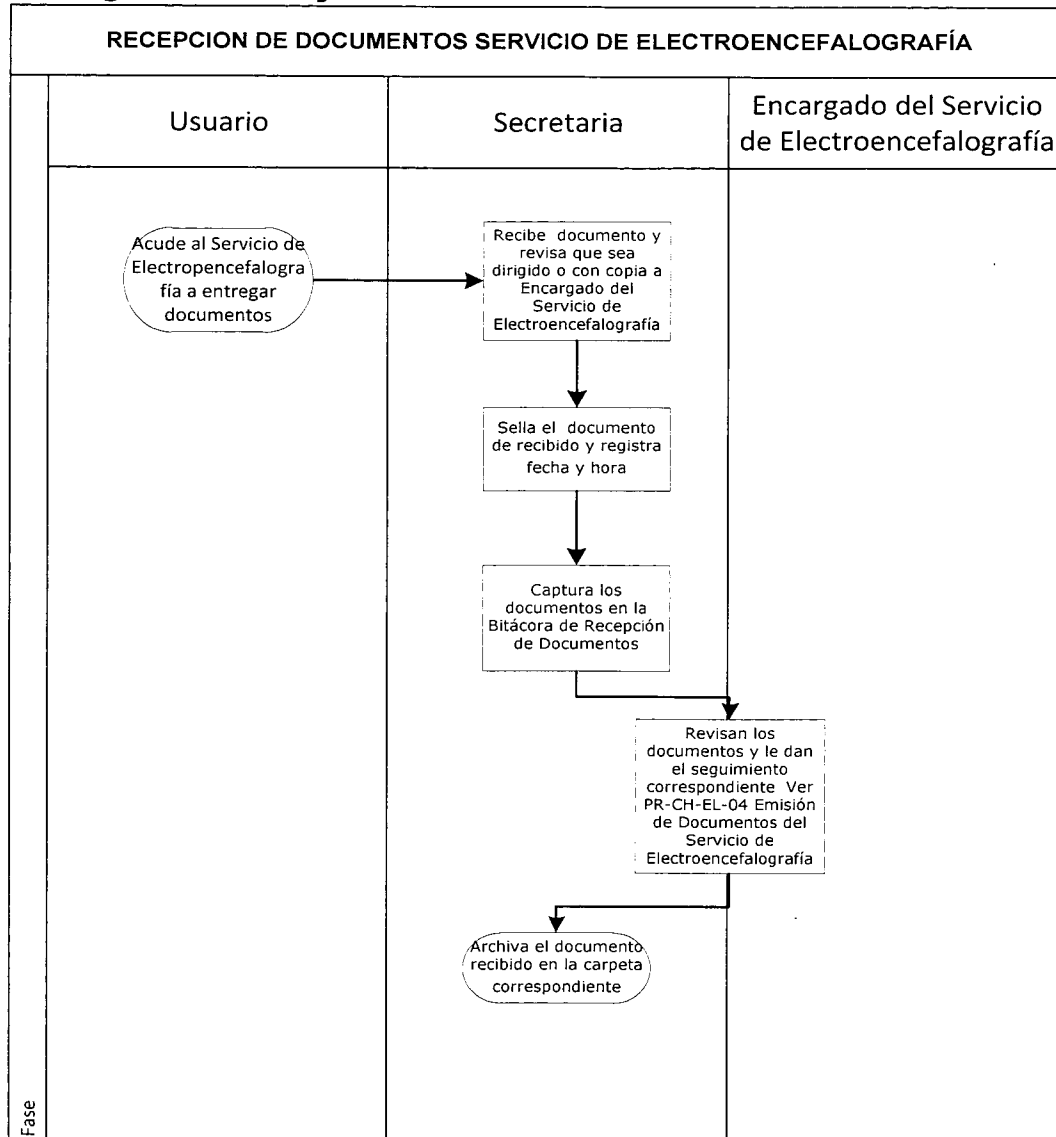 RECEPCION DE DOCUMENTOS SERVICIO DE ELECTROENCEFALOGRAFÍA
Usuario
Secretaria
Encargado del Servicio
de Electroencefalografía
Acude al Servicio de
Electropencefalogra
fía a entregar
documentos
Recibe documento y
revisa que sea
dirigido o con copia a
Encargado del
Servicio de
Electroencefalografía
Sella el documento
de recibido y registra
fecha y hora
Captura los
documentos en la
Bitácora de Recepción
de Documentos
Revisan los
documentos y le dan
el seguimiento
correspondiente Ver
PR-CH-EL-04 Emisión
de Documentos del
Servicio de
Electroencefalografía
Archiva el documento
recibido en la carpeta
correspondiente
Fase